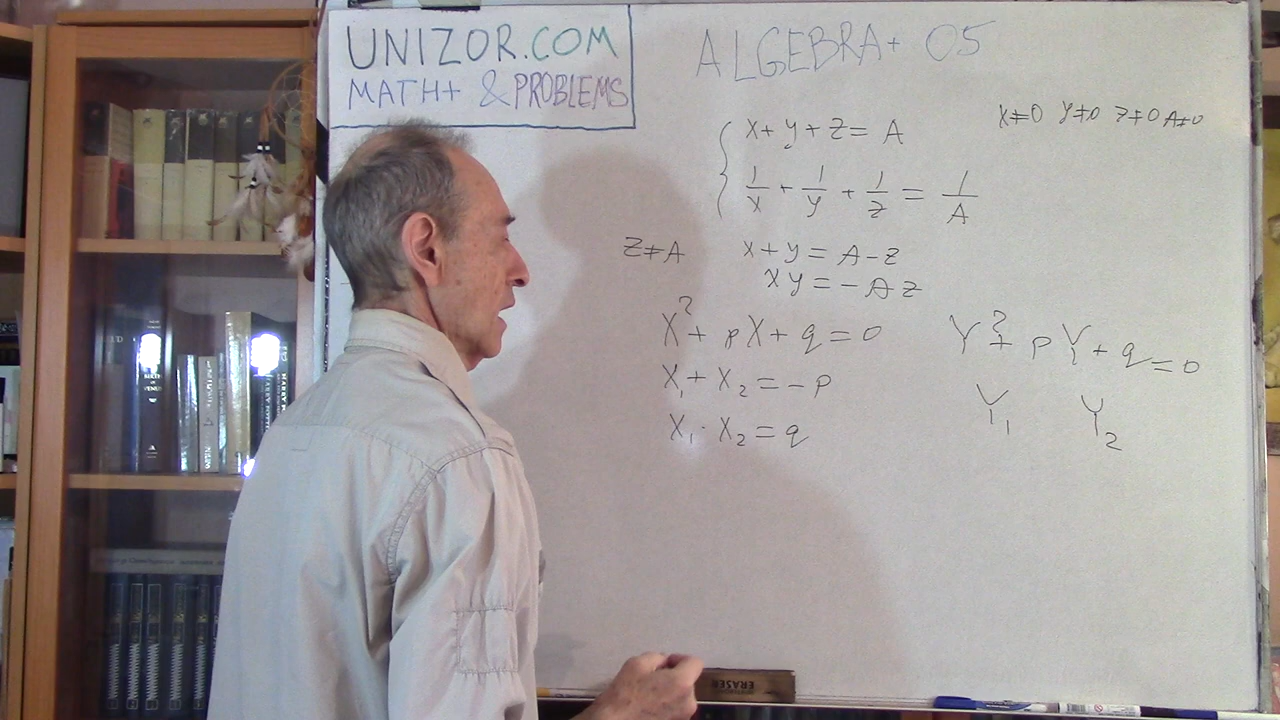 UNIZOR.COM
MATH+ & PROBLEMS
ALGEBRA+ 05
X≠0 Y≠0 Z≠0 A≠0
x+y+z=A
1/x + 1/y + 1/z = 1/A
z≠A
x+y=A-z
xy=-Az
X²+pX+q=0
X₁+X₂=-p
X₁·X₂=q
Y²+pY+q=0
Y₁ Y₂
ERASER